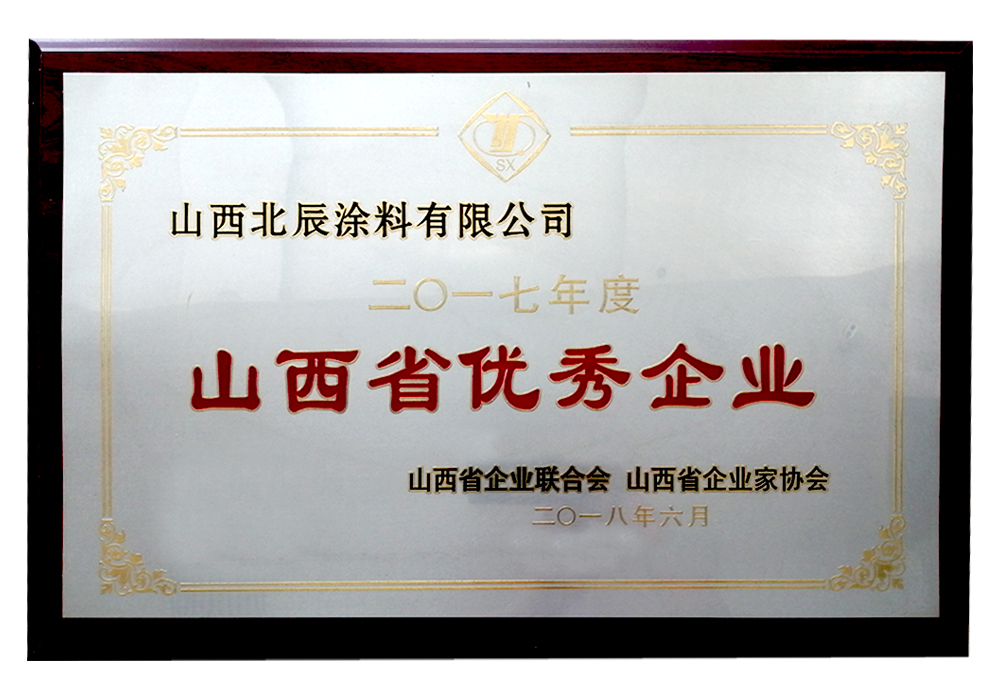 SX
山西北辰涂料有限公司
二〇一七年度
山西省优秀企业
山西省企业联合会 山西省企业家协会
二〇一八年六月